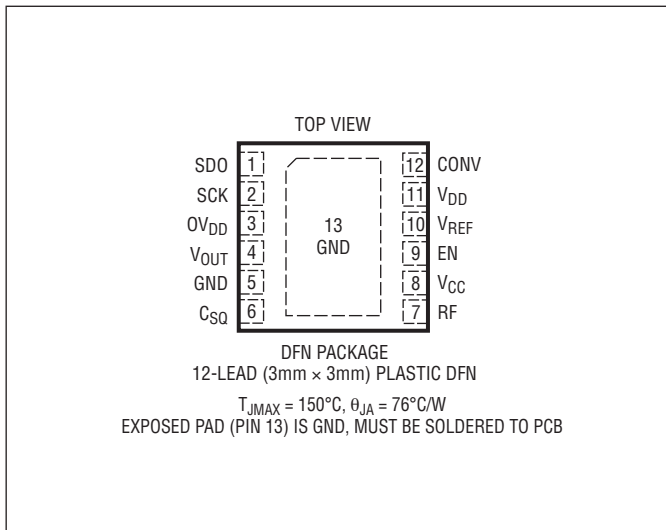 TOP VIEW
SDO 1 12 CONV
SCK 2 11 VDD
OVDD 3 10 VREF
13
GND
VOUT 4 9 EN
GND 5 8 VCC
CSQ 6 7 RF
DFN PACKAGE
12-LEAD (3mm × 3mm) PLASTIC DFN
TJMAX = 150°C, θJA = 76°C/W
EXPOSED PAD (PIN 13) IS GND, MUST BE SOLDERED TO PCB